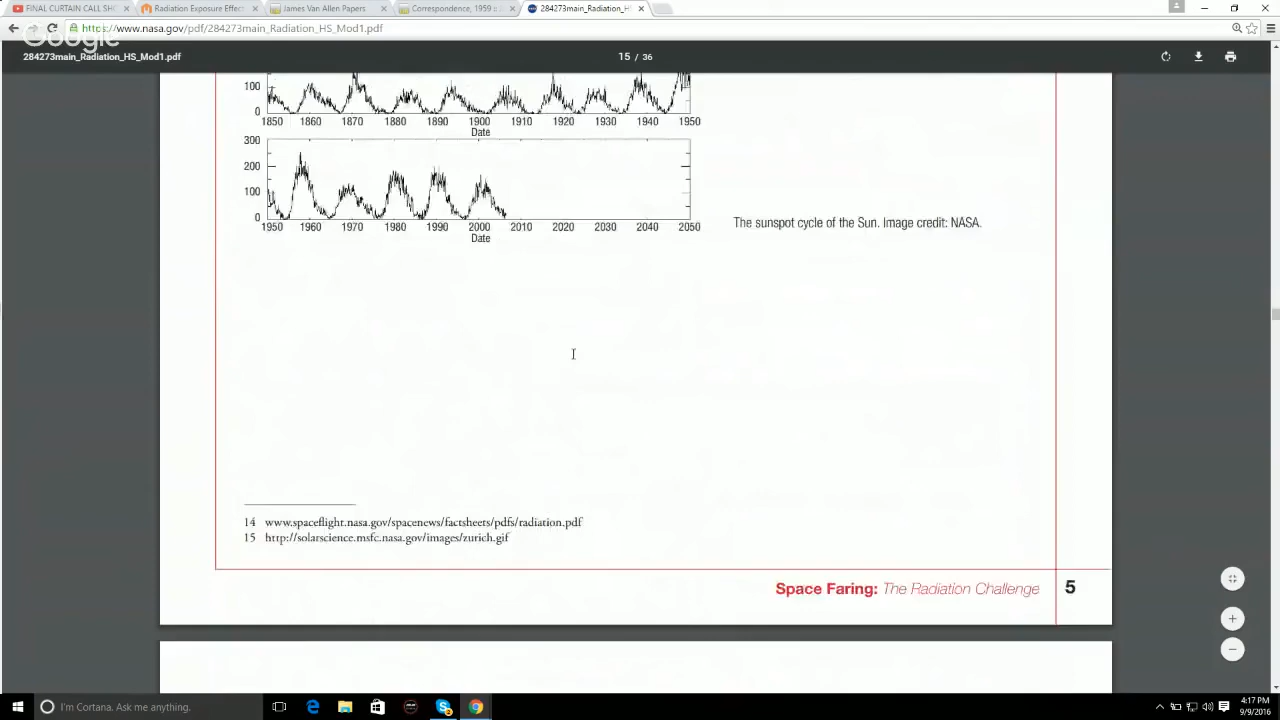 FINAL CURTAIN CALL SH
Radiation Exposure Effec
James Van Allen Papers
Correspondence, 1959 is
284273main_Radiation_HS
https://www.nasa.gov/pdf/284273main_Radiation_HS_Mod1.pdf
Google
284273main_Radiation_HS_Mod1.pdf
15 / 36
100
0
1850 1860 1870 1880 1890 1900 1910 1920 1930 1940 1950
Date
300
200
100
0
1950 1960 1970 1980 1990 2000 2010 2020 2030 2040 2050
Date
The sunspot cycle of the Sun. Image credit: NASA.
14 www.spaceflight.nasa.gov/spacenews/factsheets/pdfs/radiation.pdf
15 http://solarscience.msfc.nasa.gov/images/zurich.gif
Space Faring: The Radiation Challenge 5
I'm Cortana. Ask me anything.
4:17 PM
9/9/2016